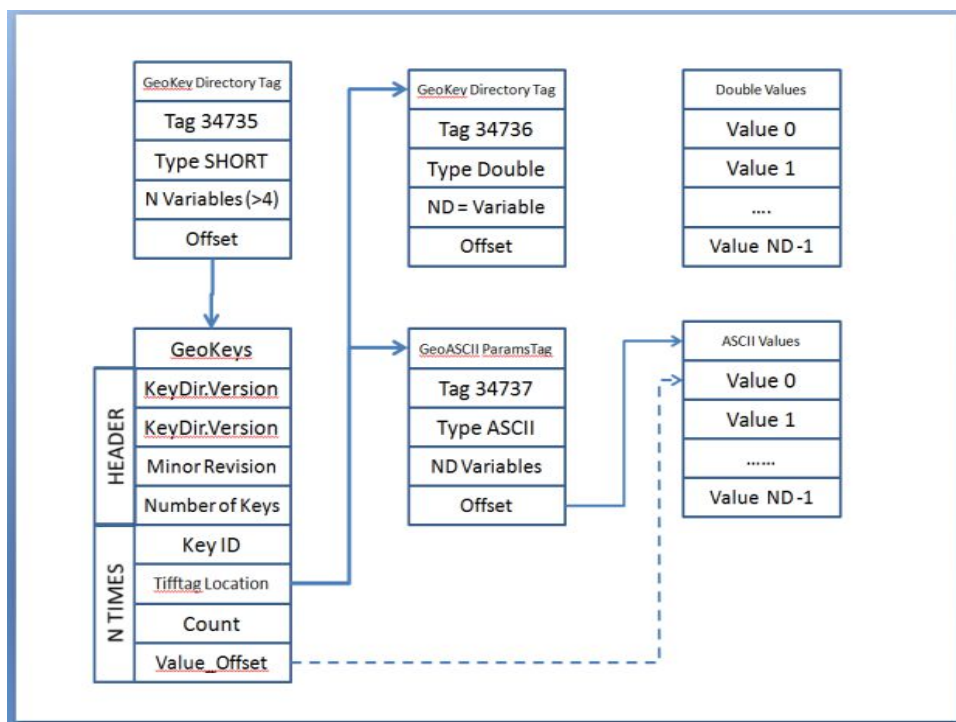 GeoKey Directory Tag
Tag 34735
Type SHORT
N Variables (>4)
Offset
GeoKeys
HEADER
KeyDir.Version
KeyDir.Version
Minor Revision
Number of Keys
N TIMES
Key ID
Tifftag Location
Count
Value_Offset
GeoKey Directory Tag
Tag 34736
Type Double
ND = Variable
Offset
GeoASCII ParamsTag
Tag 34737
Type ASCII
ND Variables
Offset
Double Values
Value 0
Value 1
....
Value ND-1
ASCII Values
Value 0
Value 1
......
Value ND-1